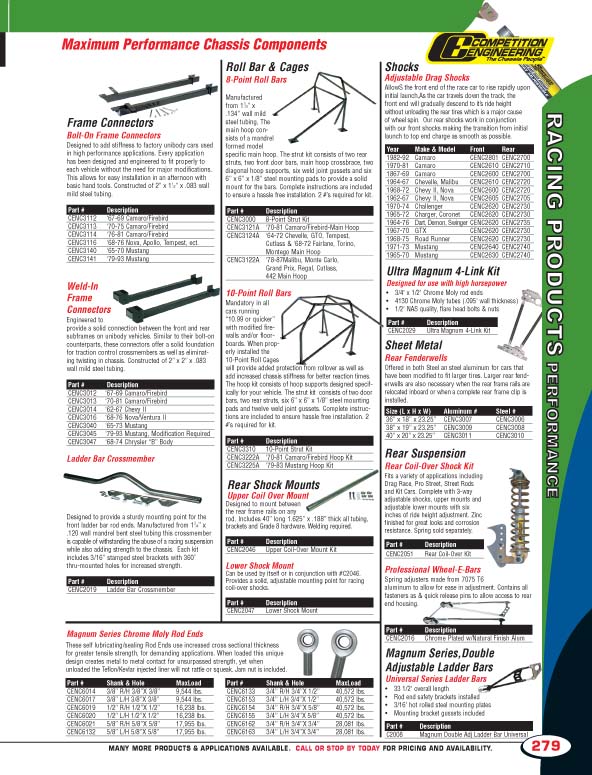 Maximum Performance Chassis Components
COMPETITION
ENGINEERING
The Chassis People
Frame Connectors
Bolt-On Frame Connectors
Designed to add stiffness to factory unibody cars used
in high performance applications. Every application
has been designed and engineered to fit properly to
each vehicle without the need for major modifications.
This allows for easy installation in an afternoon with
basic hand tools. Constructed of 2" x 1½" x .083 wall
mild steel tubing.
Part # Description
CENC3112 '67-69 Camaro/Firebird
CENC3113 '70-75 Camaro/Firebird
CENC3114 '76-81 Camaro/Firebird
CENC3116 '68-76 Nova, Apollo, Tempest, ect.
CENC3140 '65-70 Mustang
CENC3141 '79-93 Mustang
Weld-In
Frame
Connectors
Engineered to
provide a solid connection between the front and rear
subframes on unibody vehicles. Similar to their bolt-on
counterparts, these connectors offer a solid foundation
for traction control crossmembers as well as eliminat-
ing twisting in chassis. Constructed of 2" x 2" x .083
wall mild steel tubing.
Part # Description
CENC3012 '67-69 Camaro/Firebird
CENC3013 '70-81 Camaro/Firebird
CENC3014 '62-67 Chevy II
CENC3016 '68-76 Nova/Ventura II
CENC3040 '65-73 Mustang
CENC3045 '79-93 Mustang, Modification Required
CENC3047 '68-74 Chrysler "B" Body
Ladder Bar Crossmember
Designed to provide a sturdy mounting point for the
front ladder bar rod ends. Manufactured from 1⅝" x
.120 wall mandrel bent steel tubing this crossmember
is capable of withstanding the abuse of a racing suspension
while also adding strength to the chassis. Each kit
includes 3/16" stamped steel brackets with 360°
thru-mounted holes for increased strength.
Part # Description
CENC2019 Ladder Bar Crossmember
Roll Bar & Cages
8-Point Roll Bars
Manufactured
from 1¾" x
.134" wall mild
steel tubing, The
main hoop con-
sists of a mandrel
formed model
specific main hoop. The strut kit consists of two rear
struts, two front door bars, main hoop crossbrace, two
diagonal hoop supports, six weld joint gussets and six
6" x 6" x 1/8" steel mounting pads to provide a solid
mount for the bars. Complete instructions are included
to ensure a hassle free installation. 2 #'s required for kit.
Part # Description
CENC3000 8-Point Strut Kit
CENC3121A '70-81 Camaro/Firebird-Main Hoop
CENC3124A '64-72 Chevelle, GTO, Tempest,
Cutlass & '68-72 Fairlane, Torino,
Montego Main Hoop
CENC3122A '78-87Malibu, Monte Carlo,
Grand Prix, Regal, Cutlass,
442 Main Hoop
10-Point Roll Bars
Mandatory in all
cars running
"10.99 or quicker"
with modified fire-
walls and/or floor-
boards. When prop-
erly installed the
10-Point Roll Cages
will provide added protection from rollover as well as
add increased chassis stiffness for better reaction times.
The hoop kit consists of hoop supports designed specif-
ically for your vehicle. The strut kit consists of two door
bars, two rear struts, six 6" x 6" x 1/8" steel mounting
pads and twelve weld joint gussets. Complete instruc-
tions are included to ensure hassle free installation. 2
#'s required for kit.
Part # Description
CENC3310 10-Point Strut Kit
CENC3222A '70-81 Camaro/Firebird Hoop Kit
CENC3225A '79-83 Mustang Hoop Kit
Rear Shock Mounts
Upper Coil Over Mount
Designed to mount between
the rear frame rails on any
rod. Includes 40" long 1.625" x .188" thick all tubing,
brackets and Grade 8 hardware. Welding required.
Part # Description
CENC2046 Upper Coil-Over Mount Kit
Lower Shock Mount
Can be used by itself or in conjunction with #C2046.
Provides a solid, adjustable mounting point for racing
coil-over shocks.
Part # Description
CENC2047 Lower Shock Mount
Shocks
Adjustable Drag Shocks
AllowS the front end of the race car to rise rapidly upon
initial launch.As the car travels down the track, the
front end will gradually descend to it's ride height
without unloading the rear tires which is a major cause
of wheel spin. Our rear shocks work in conjunction
with our front shocks making the transition from initial
launch to top end charge as smooth as possible.
Year Make & Model Front Rear
1982-92 Camaro CENC2801 CENC2700
1970-81 Camaro CENC2610 CENC2710
1967-69 Camaro CENC2600 CENC2700
1964-67 Chevelle, Malibu CENC2610 CENC2720
1968-72 Chevy II, Nova CENC2600 CENC2720
1962-67 Chevy II, Nova CENC2605 CENC2705
1970-74 Challenger CENC2620 CENC2730
1965-72 Charger, Coronet CENC2620 CENC2730
1964-76 Dart, Demon, Swinger CENC2620 CENC2735
1967-70 GTX CENC2620 CENC2730
1968-75 Road Runner CENC2620 CENC2730
1971-73 Mustang CENC2640 CENC2740
1965-70 Mustang CENC2630 CENC2740
Ultra Magnum 4-Link Kit
Designed for use with high horsepower
• 3/4' x 1/2' Chrome Moly rod ends
• 4130 Chrome Moly tubes (.095' wall thickness)
• 1/2' NAS quality, flare head bolts & nuts
Part # Description
CENC2029 Ultra Magnum 4-Link Kit
Sheet Metal
Rear Fenderwells
Offered in both Steel an steel aluminum for cars that
have been modified to fit larger tires. Larger rear fend-
erwells are also necessary when the rear frame rails are
relocated inboard or when a complete rear frame clip is
installed.
Size (L x H x W) Aluminum # Steel #
36" x 18" x 23.25" CENC3007 CENC3006
38" x 19" x 23.25" CENC3009 CENC3008
40" x 20" x 23.25" CENC3011 CENC3010
Rear Suspension
Rear Coil-Over Shock Kit
Fits a variety of applications including
Drag Race, Pro Street, Street Rods
and Kit Cars. Complete with 3-way
adjustable shocks, upper mounts and
adjustable lower mounts with six
inches of ride height adjustment. Zinc
finished for great looks and corrosion
resistance. Spring sold separately.
Part # Description
CENC2051 Rear Coil-Over Kit
Professional Wheel-E-Bars
Spring adjusters made from 7075 T6
aluminum to allow for ease in adjustment. Contains all
fasteners as & quick release pins to allow access to rear
end housing.
Part # Description
CENC2016 Chrome Plated w/Natural Finish Alum
Magnum Series,Double
Adjustable Ladder Bars
Universal Series Ladder Bars
• 33 1/2' overall length
• Rod end safety brackets installed
• 3/16' hot rolled steel mounting plates
• Mounting bracket gussets included
Part # Description
C2008 Magnum Double Adj Ladder Bar Universal
Magnum Series Chrome Moly Rod Ends
These self lubricating/sealing Rod Ends use increased cross sectional thickness
for greater tensile strength, for demanding applications. When loaded this unique
design creates metal to metal contact for unsurpassed strength, yet when
unloaded the Teflon/Kevlar-injected liner will not rattle or squeak. Jam nut is included.
Part # Shank & Hole MaxLoad
CENC6014 3/8" R/H 3/8"X 3/8" 9,544 lbs.
CENC6017 3/8" L/H 3/8"X 3/8" 9,544 lbs.
CENC6019 1/2" R/H 1/2"X 1/2" 16,238 lbs.
CENC6020 1/2" L/H 1/2"X 1/2" 16,238 lbs.
CENC6021 5/8" R/H 5/8"X 5/8" 17,955 lbs.
CENC6132 5/8" L/H 5/8"X 5/8" 17,955 lbs.
Part # Shank & Hole MaxLoad
CENC6133 3/4" R/H 3/4"X 1/2" 40,572 lbs.
CENC6153 3/4" L/H 3/4"X 1/2" 40,572 lbs.
CENC6154 3/4" R/H 3/4"X 5/8" 40,572 lbs.
CENC6155 3/4" L/H 3/4"X 5/8" 40,572 lbs.
CENC6162 3/4" R/H 3/4"X 3/4" 28,081 lbs.
CENC6163 3/4" L/H 3/4"X 3/4" 28,081 lbs.
RACING PRODUCTS PERFORMANCE
MANY MORE PRODUCTS & APPLICATIONS AVAILABLE. CALL OR STOP BY TODAY FOR PRICING AND AVAILABILITY.
279